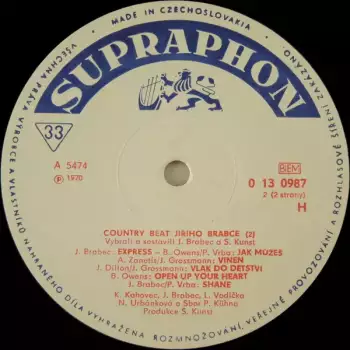 MADE IN CZECHOSLOVAKIA
VŠECHNA PRÁVA VÝROBCE A VLASTNÍKŮ NAHRANÉHO DÍLA VYHRAZENA. ROZMNOŽOVÁNÍ, VEŘEJNÉ PROVOZOVÁNÍ A ROZHLASOVÉ ŠÍŘENÍ ZAKÁZÁNO
SUPRAPHON
33
A 5474
℗ 1970
BIEM
0 13 0987
2 (2 strony)
H
COUNTRY BEAT JIŘÍHO BRABCE (2)
Vybrali a sestavili J. Brabec a S. Kunst
J. Brabec: EXPRESS – B. Owens/P. Vrba: JAK MŮŽEŠ
A. Zanetis/J. Grossmann: VINEN
J. Dillon/J. Grossmann: VLAK DO DĚTSTVÍ
B. Owens: OPEN UP YOUR HEART
J. Brabec/P. Vrba: SHANE
K. Kahovec, J. Brabec, L. Vodička
N. Urbánková a Sbor P. Kühna
Produkce S. Kunst